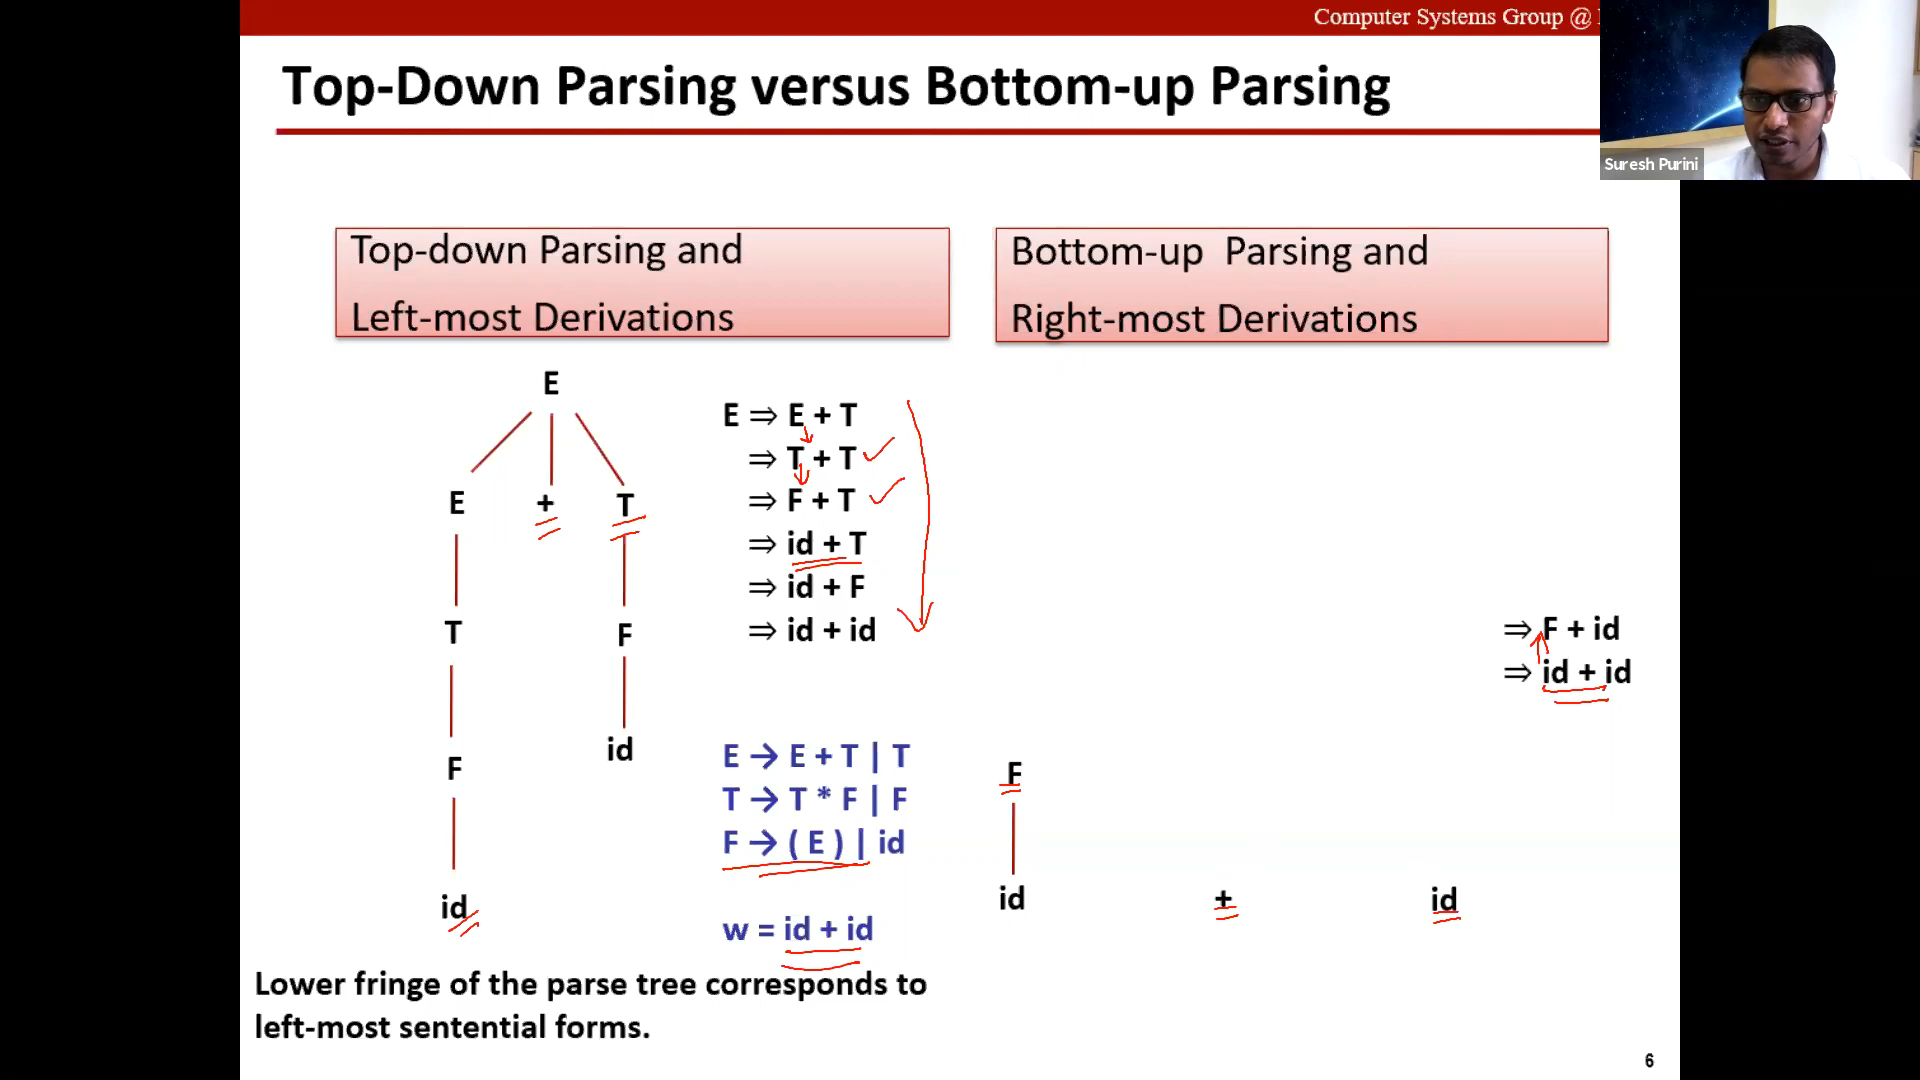 Computer Systems Group @
Top-Down Parsing versus Bottom-up Parsing
Suresh Purini
Top-down Parsing and
Left-most Derivations
Bottom-up Parsing and
Right-most Derivations
E
E + T
T F
F id
id
E ⇒ E + T
⇒ T + T
⇒ F + T
⇒ id + T
⇒ id + F
⇒ id + id
E → E + T | T
T → T * F | F
F → ( E ) | id
w = id + id
⇒ F + id
⇒ id + id
F
id + id
Lower fringe of the parse tree corresponds to
left-most sentential forms.
6